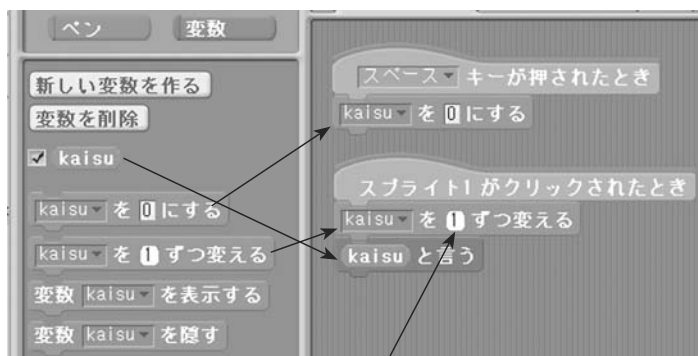 ペン 変数
新しい変数を作る
変数を削除
kaisu
kaisu を 0 にする
kaisu を 1 ずつ変える
変数 kaisu を表示する
変数 kaisu を隠す
スペース キーが押されたとき
kaisu を 0 にする
スプライト1 がクリックされたとき
kaisu を 1 ずつ変える
kaisu と言う